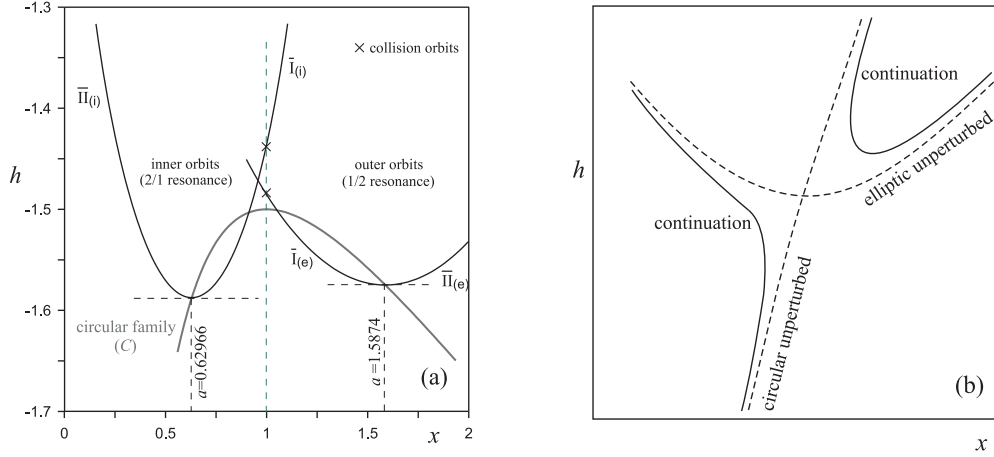 -1.3
-1.4
-1.5
-1.6
-1.7
h
0
0.5
1
1.5
2
x
II(i)
I(i)
× collision orbits
inner orbits
(2/1 resonance)
outer orbits
(1/2 resonance)
I(e)
II(e)
circular family
(C)
a=0.62966
a=1.5874
(a)
h
continuation
elliptic unperturbed
continuation
circular unperturbed
(b)
x